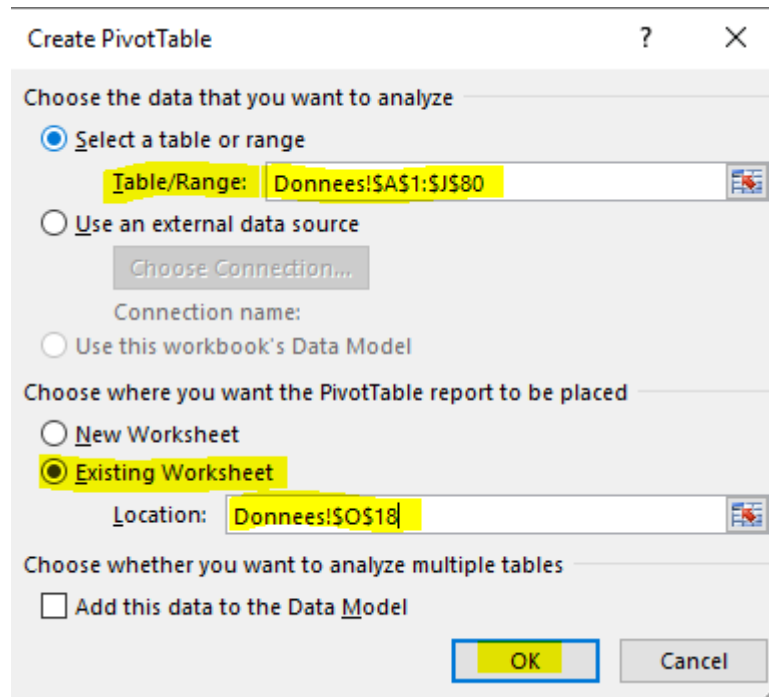 Create PivotTable ?
Choose the data that you want to analyze
Select a table or range
Table/Range: Donnees!$A$1:$J$80
Use an external data source
Choose Connection...
Connection name:
Use this workbook's Data Model
Choose where you want the PivotTable report to be placed
New Worksheet
Existing Worksheet
Location: Donnees!$O$18
Choose whether you want to analyze multiple tables
Add this data to the Data Model
OK Cancel